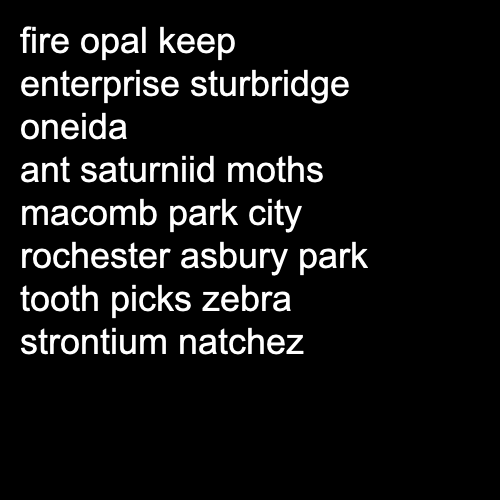 fire opal keep
enterprise sturbridge
oneida
ant saturniid moths
macomb park city
rochester asbury park
tooth picks zebra
strontium natchez